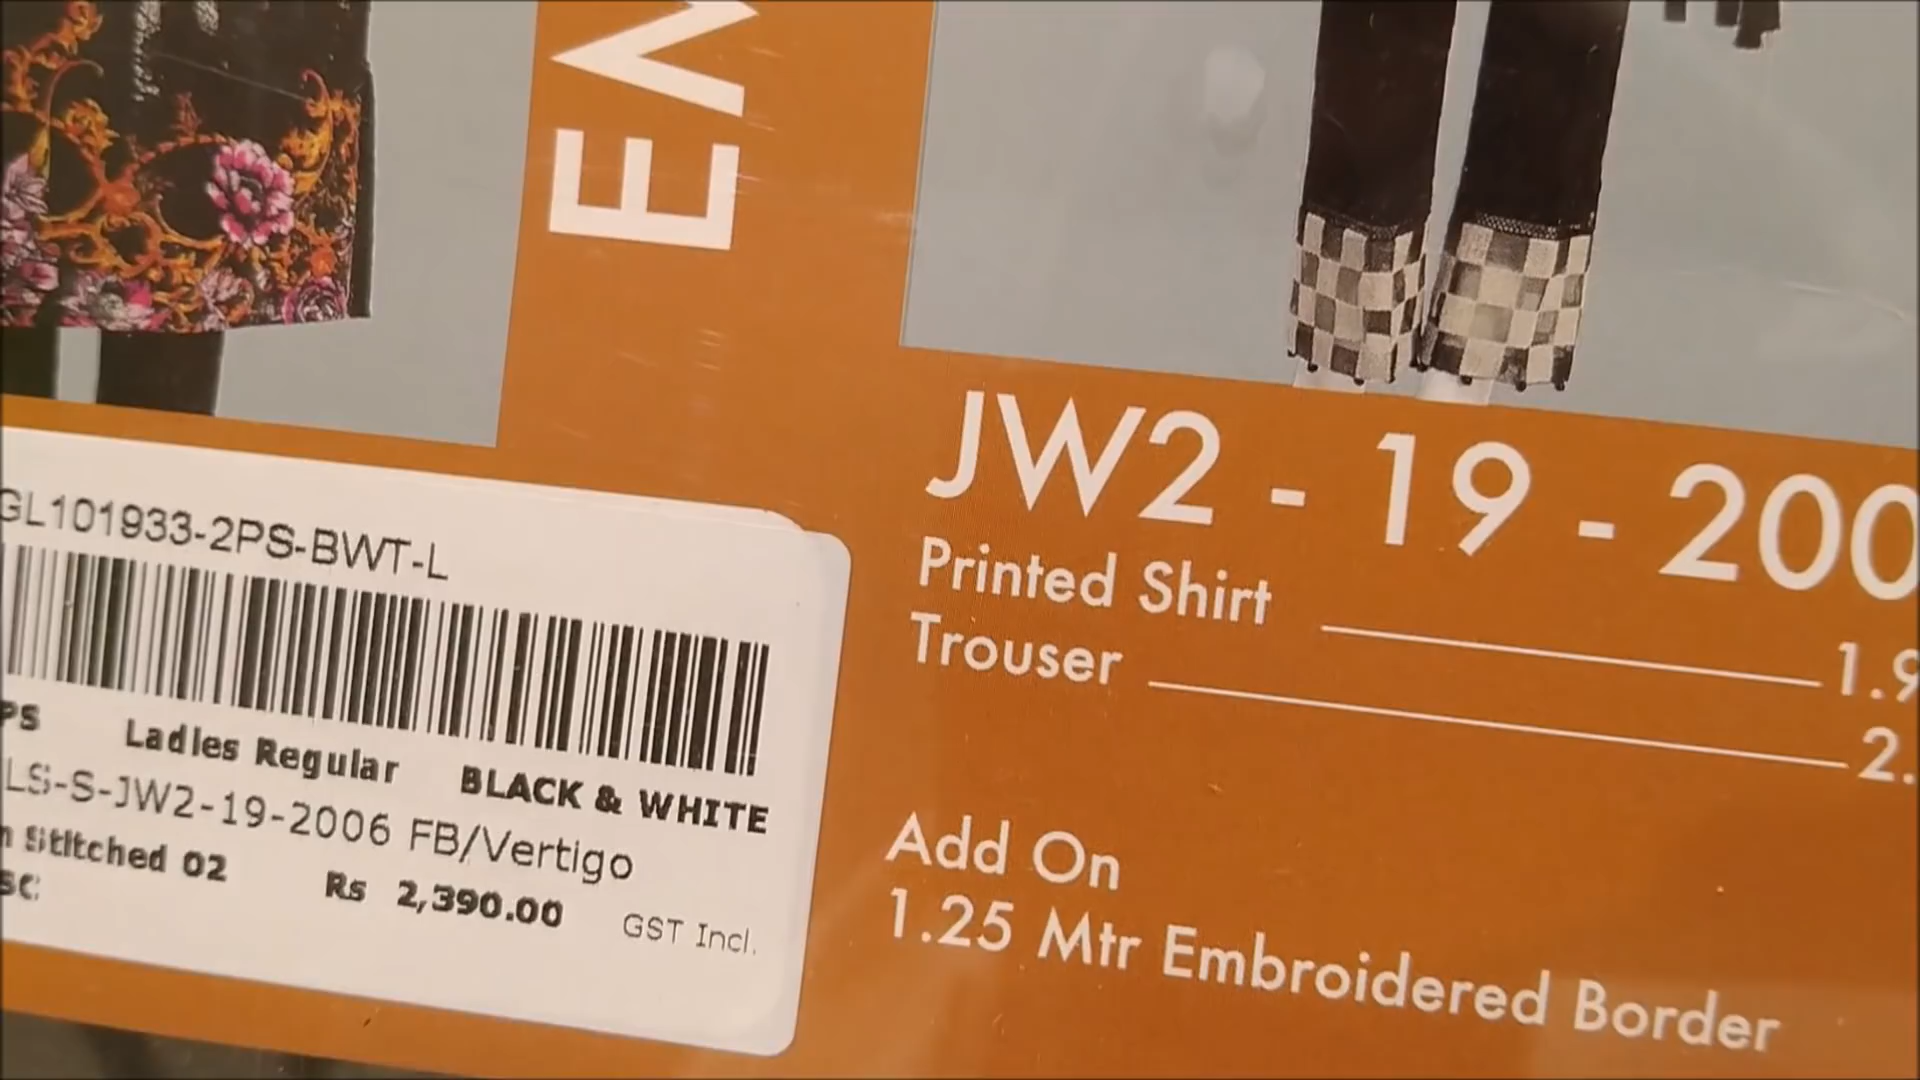 EM
GL101933-2PS-BWT-L
PS Ladies Regular BLACK & WHITE
LS-S-JW2-19-2006 FB/Vertigo
n Stitched 02
SC Rs 2,390.00 GST Incl.
JW2 - 19 - 200
Printed Shirt 1.9
Trouser 2.
Add On
1.25 Mtr Embroidered Border